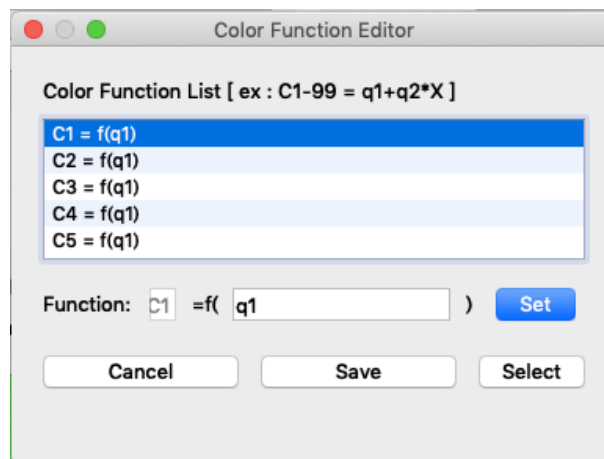 Color Function Editor
Color Function List [ ex : C1-99 = q1+q2*X ]
C1 = f(q1)
C2 = f(q1)
C3 = f(q1)
C4 = f(q1)
C5 = f(q1)
Function: C1 =f( q1 ) Set
Cancel Save Select